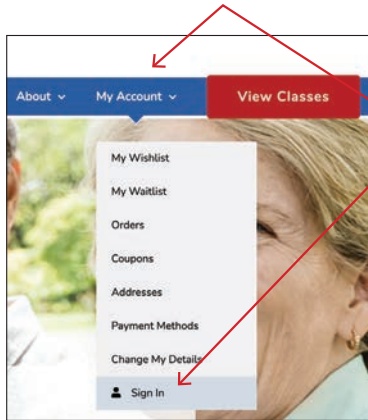 About My Account View Classes
My Wishlist
My Waitlist
Orders
Coupons
Addresses
Payment Methods
Change My Details
Sign In